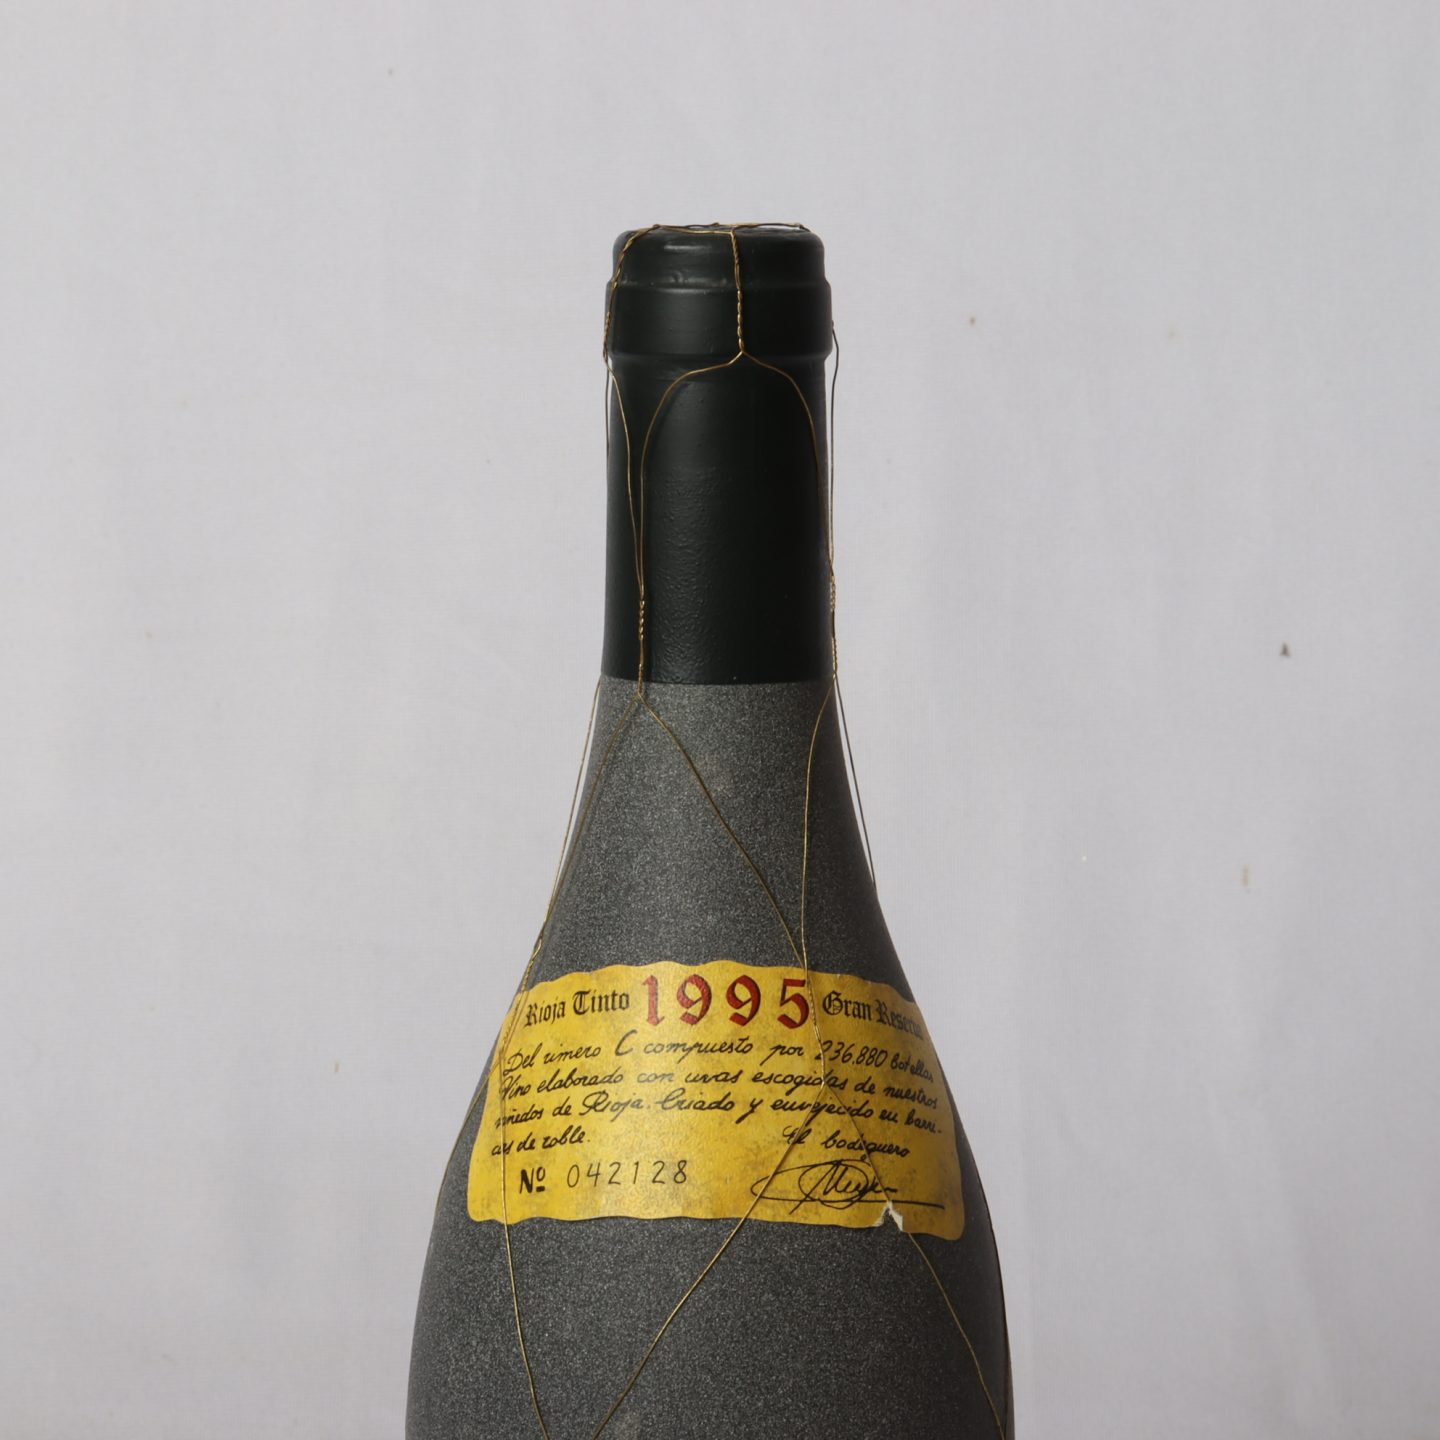 Rioja Tinto 1995 Gran Reserva
Del rimero C compuesto por 236.880 botellas
Vino elaborado con uvas escogidas de nuestros
viñedos de Rioja. Criado y envejecido en barri-
cas de roble. El bodeguero
Nº 042128